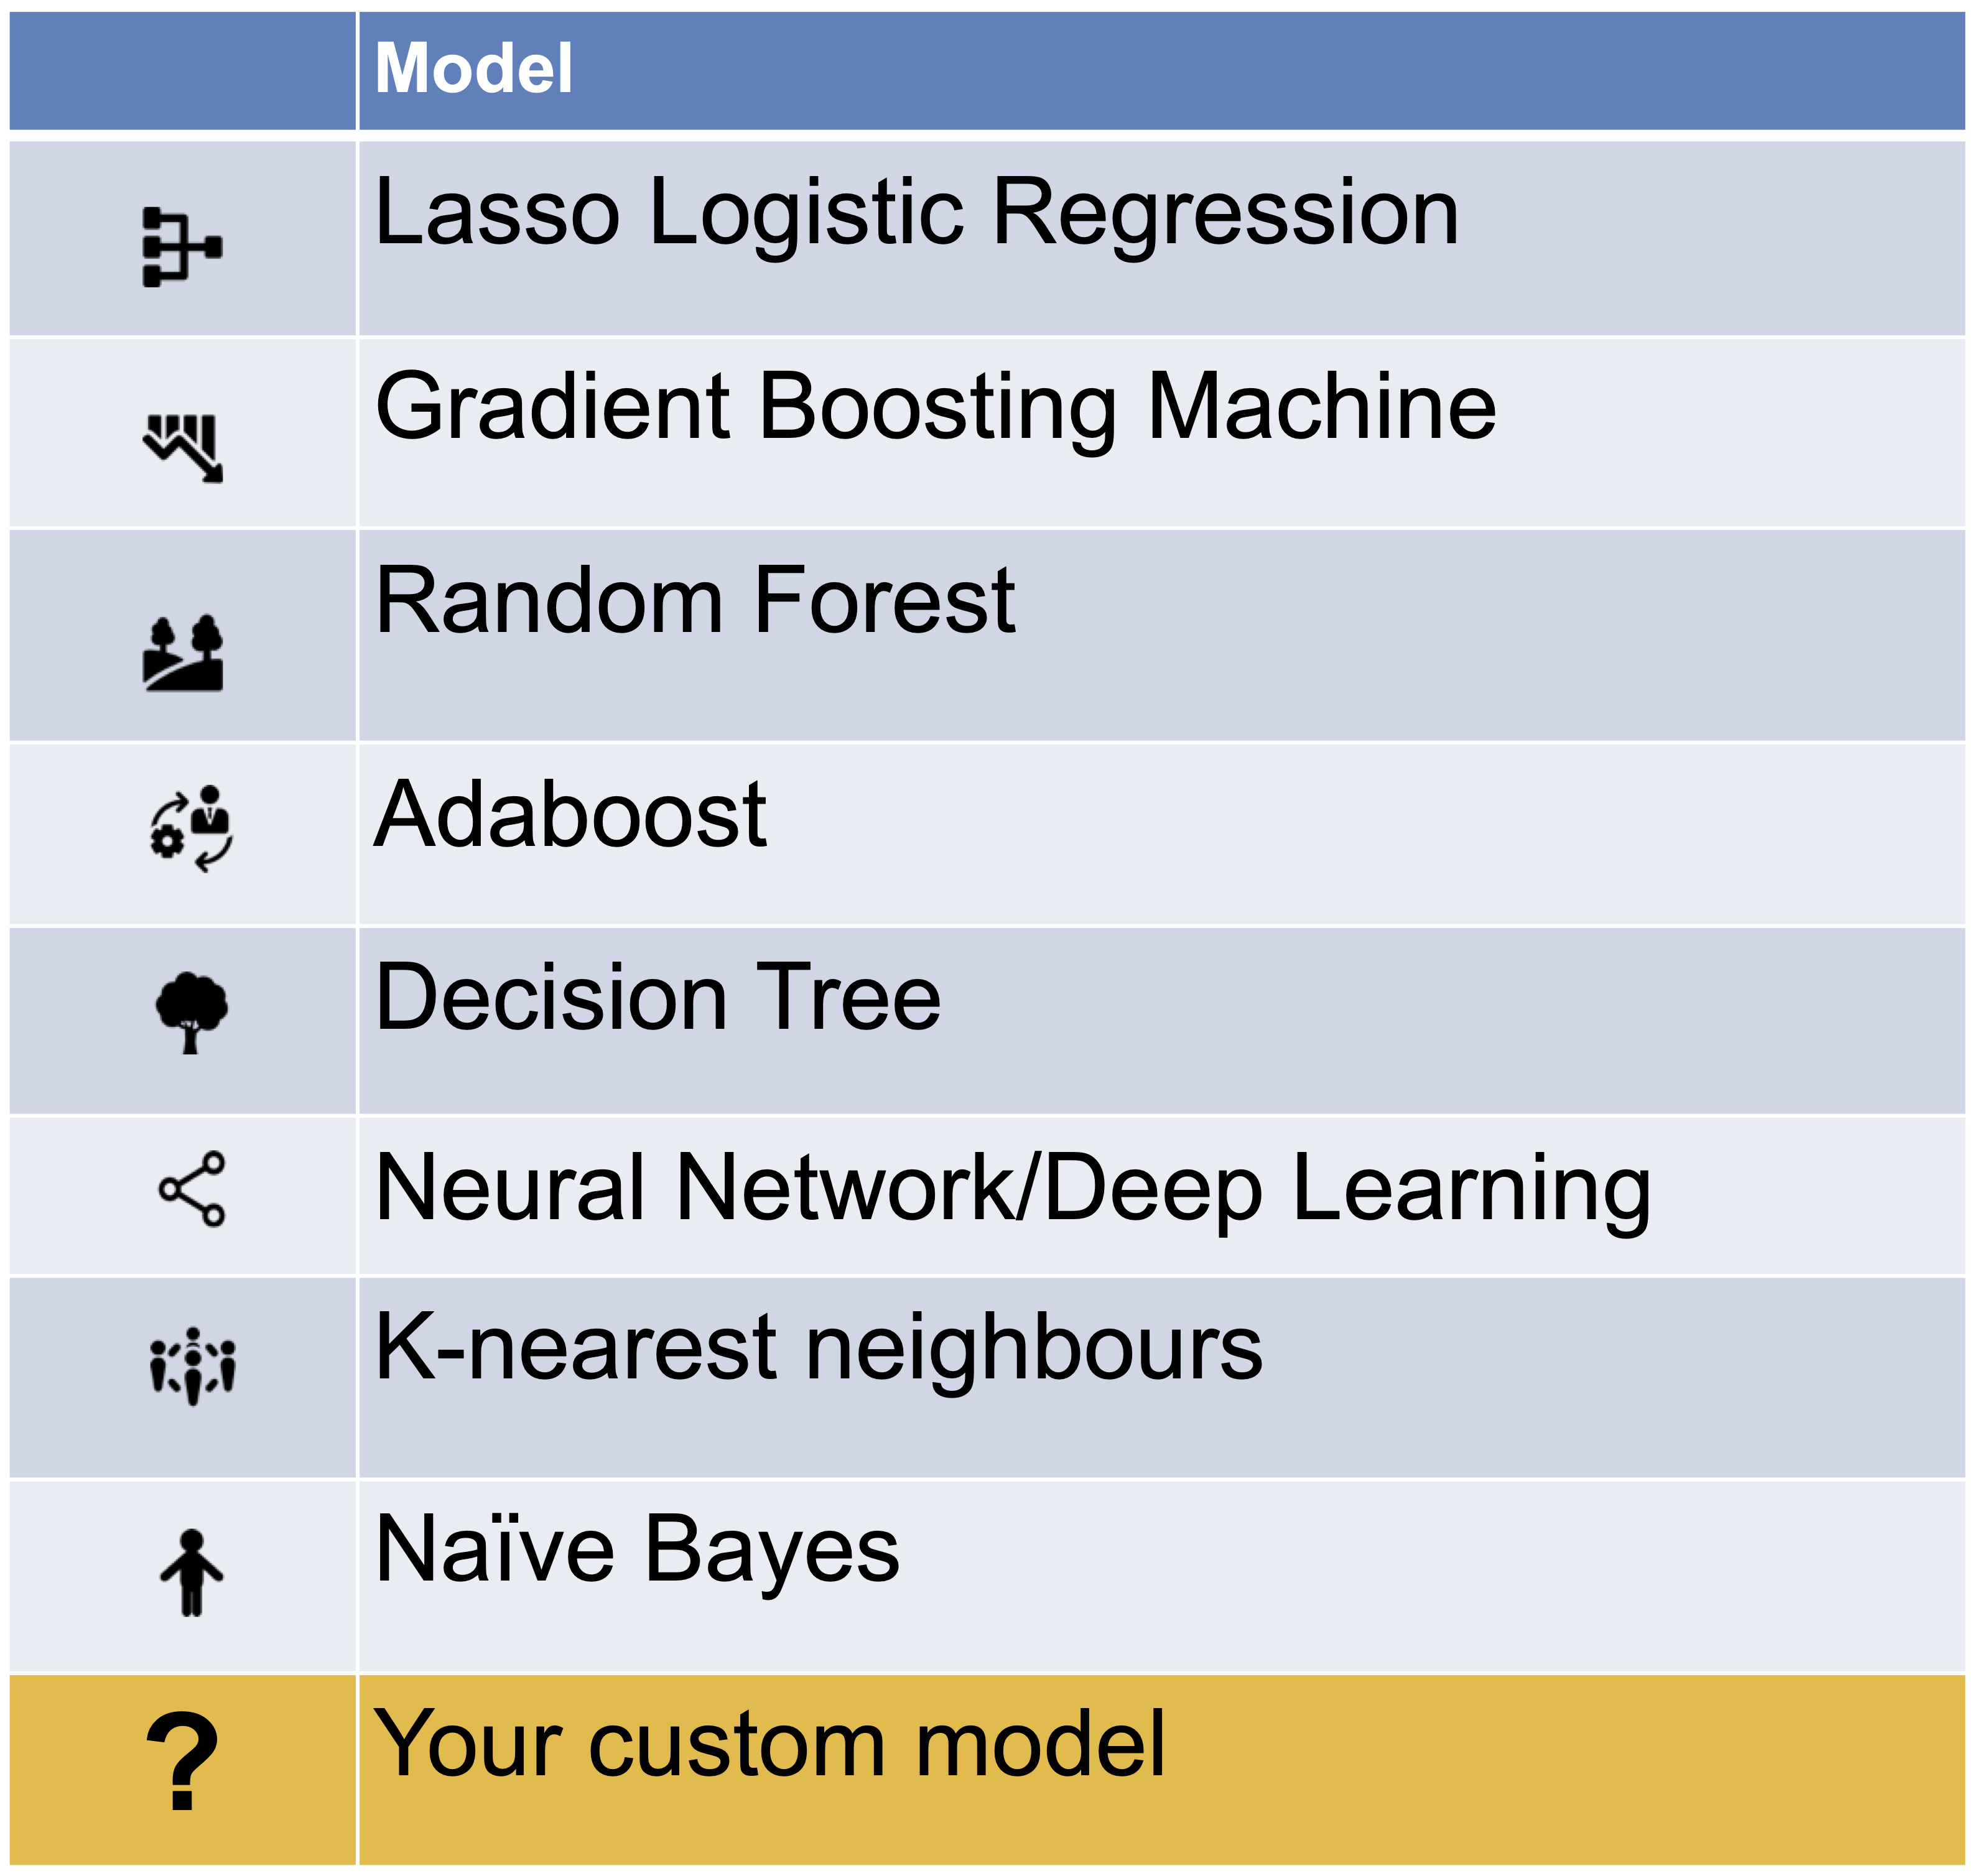 Model
Lasso Logistic Regression
Gradient Boosting Machine
Random Forest
Adaboost
Decision Tree
Neural Network/Deep Learning
K-nearest neighbours
Naïve Bayes
? Your custom model